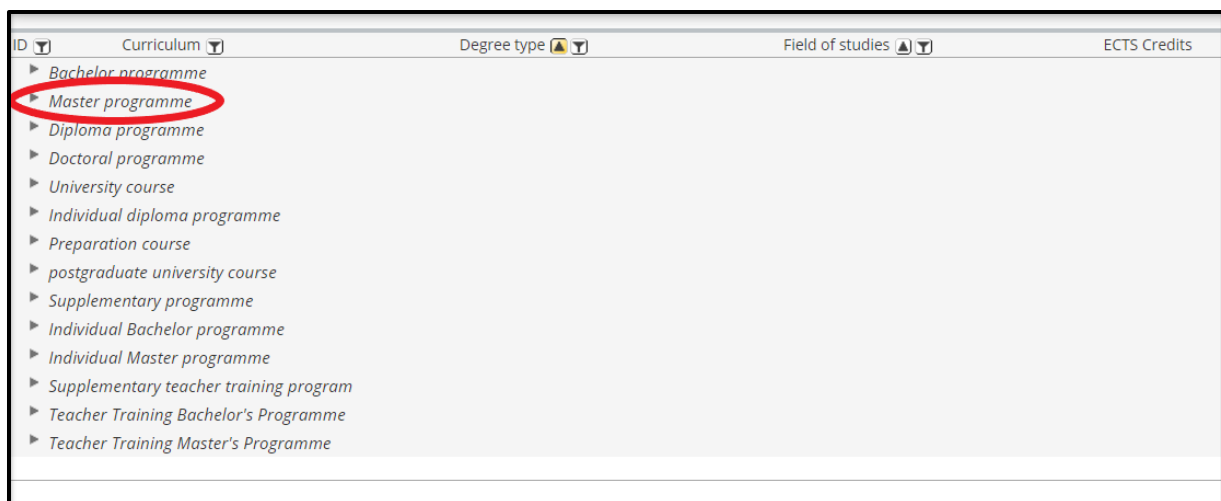 ID Curriculum Degree type Field of studies ECTS Credits
Bachelor programme
Master programme
Diploma programme
Doctoral programme
University course
Individual diploma programme
Preparation course
postgraduate university course
Supplementary programme
Individual Bachelor programme
Individual Master programme
Supplementary teacher training program
Teacher Training Bachelor's Programme
Teacher Training Master's Programme